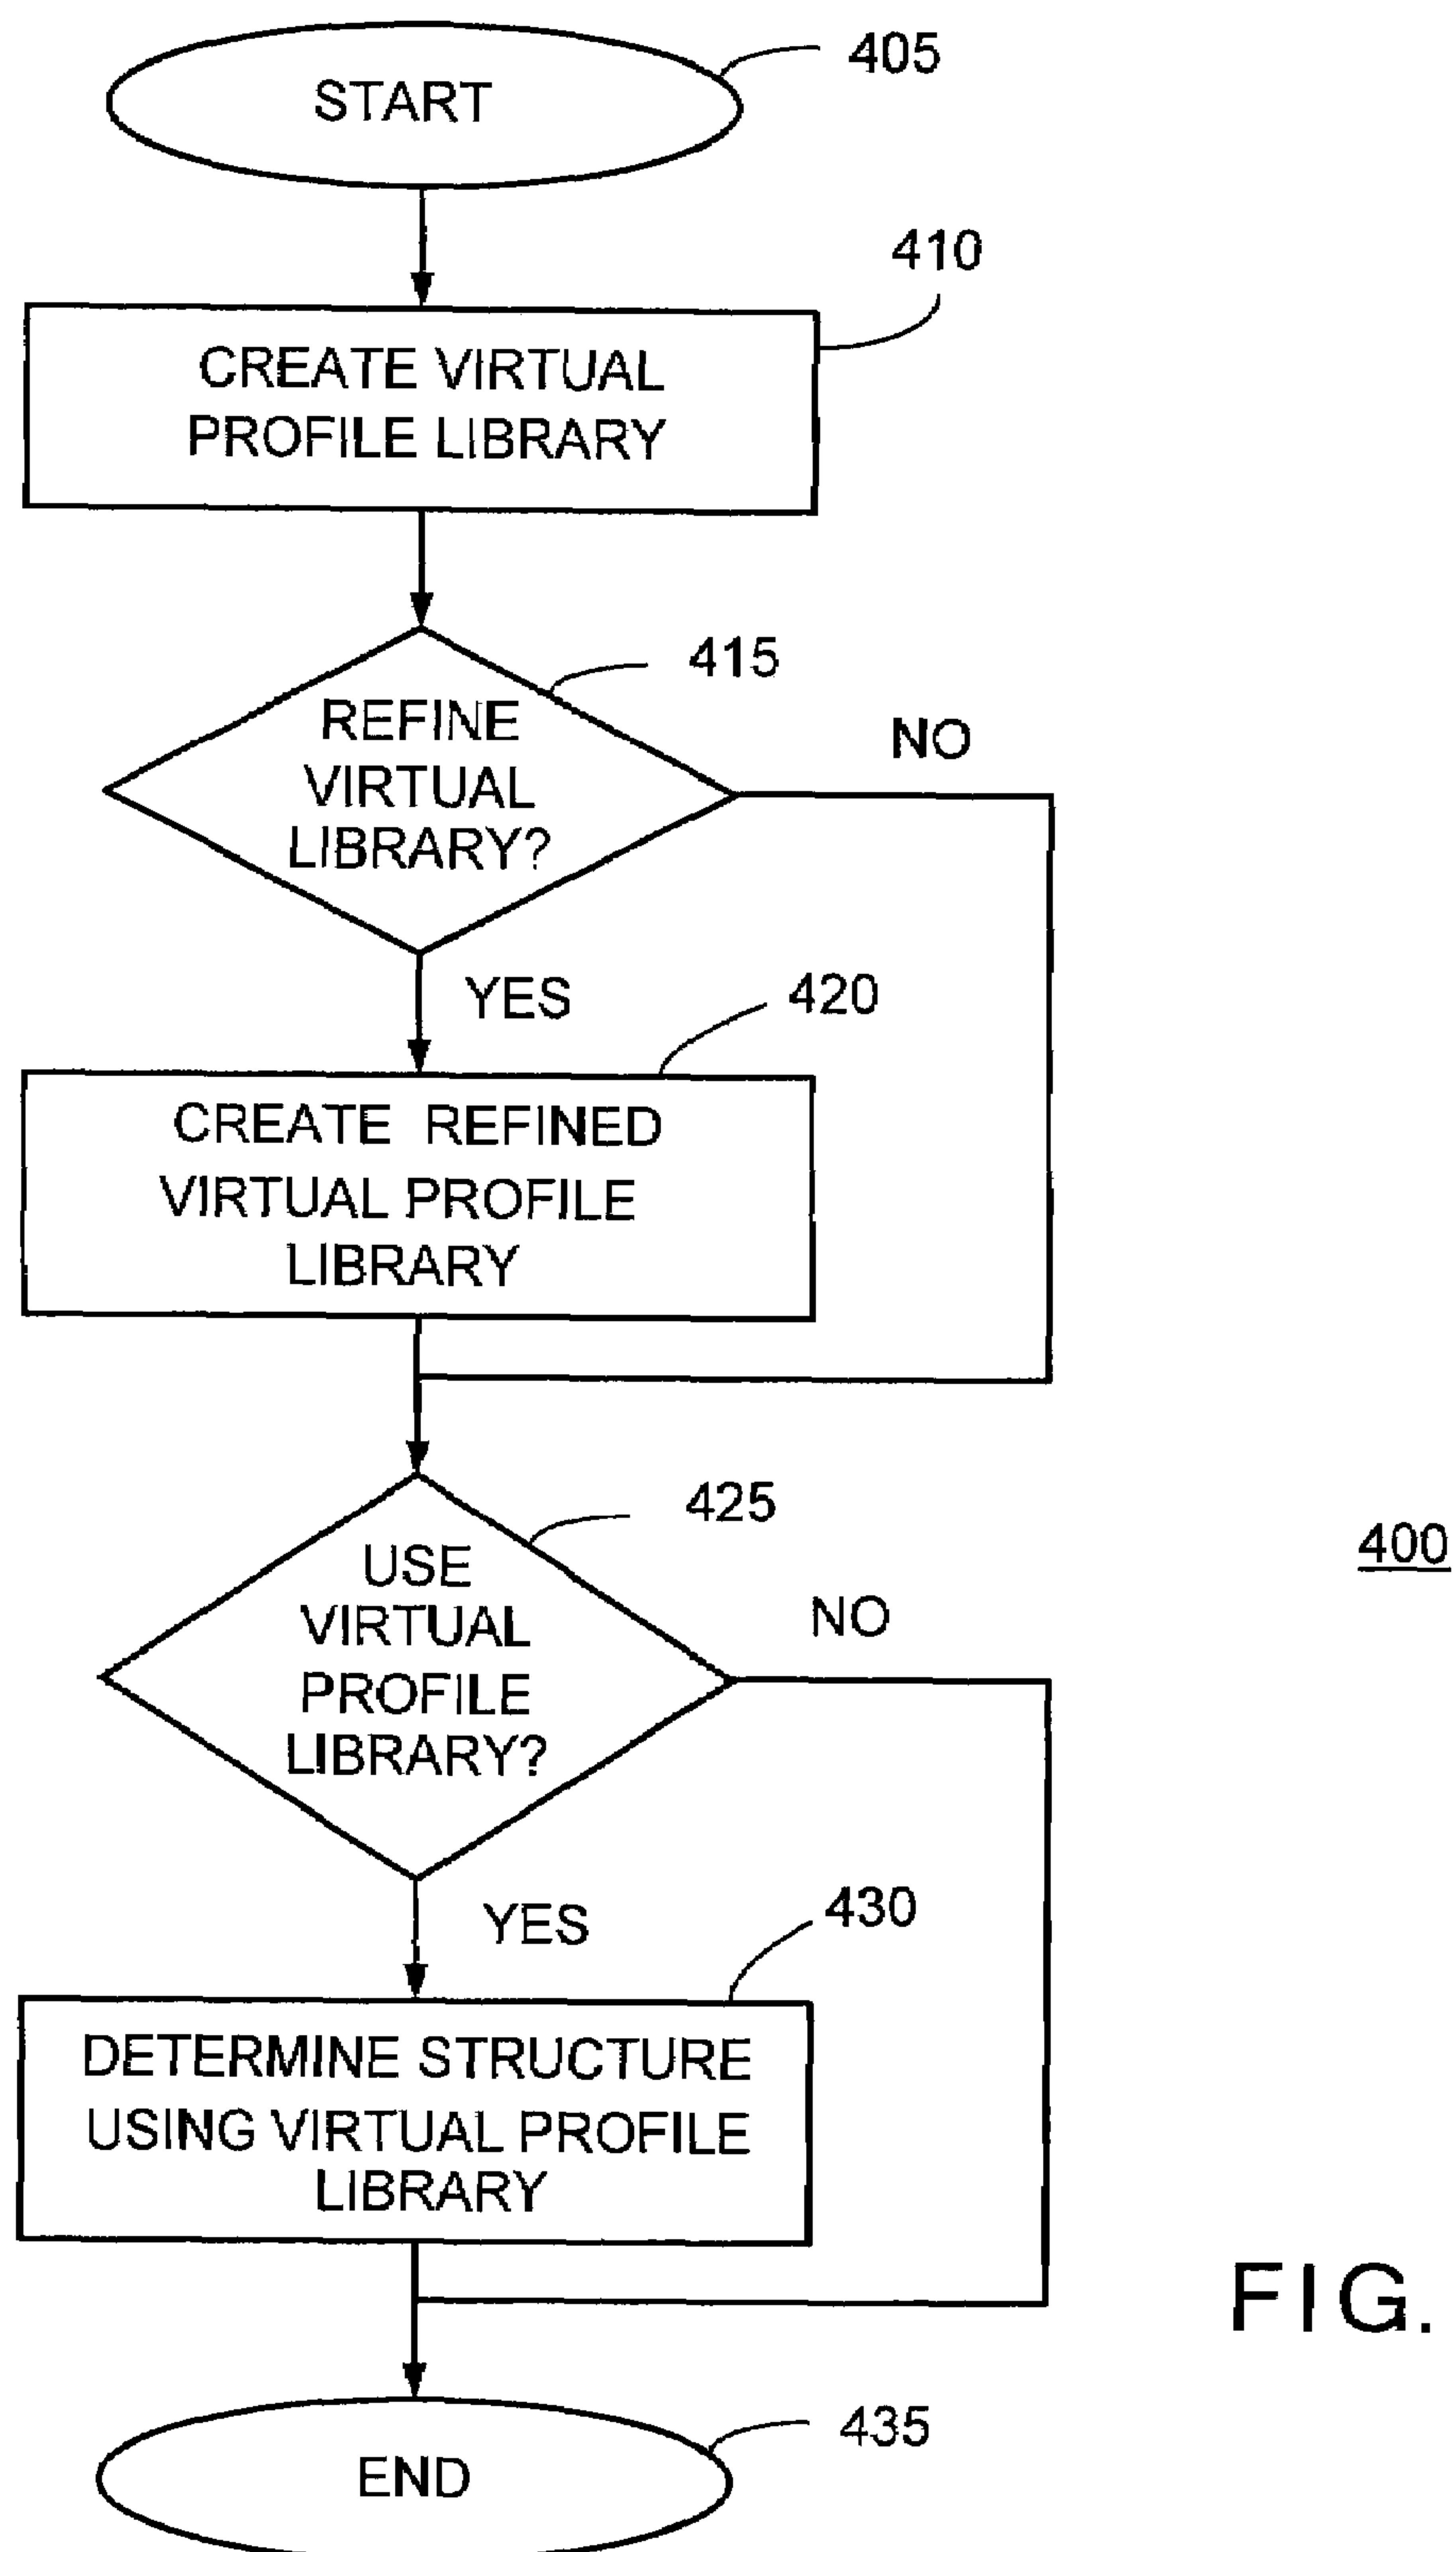 START
405
410
CREATE VIRTUAL
PROFILE LIBRARY
415
REFINE
VIRTUAL
LIBRARY?
NO
YES
420
CREATE REFINED
VIRTUAL PROFILE
LIBRARY
425
USE
VIRTUAL
PROFILE
LIBRARY?
NO
400
YES
430
DETERMINE STRUCTURE
USING VIRTUAL PROFILE
LIBRARY
FIG.
435
END